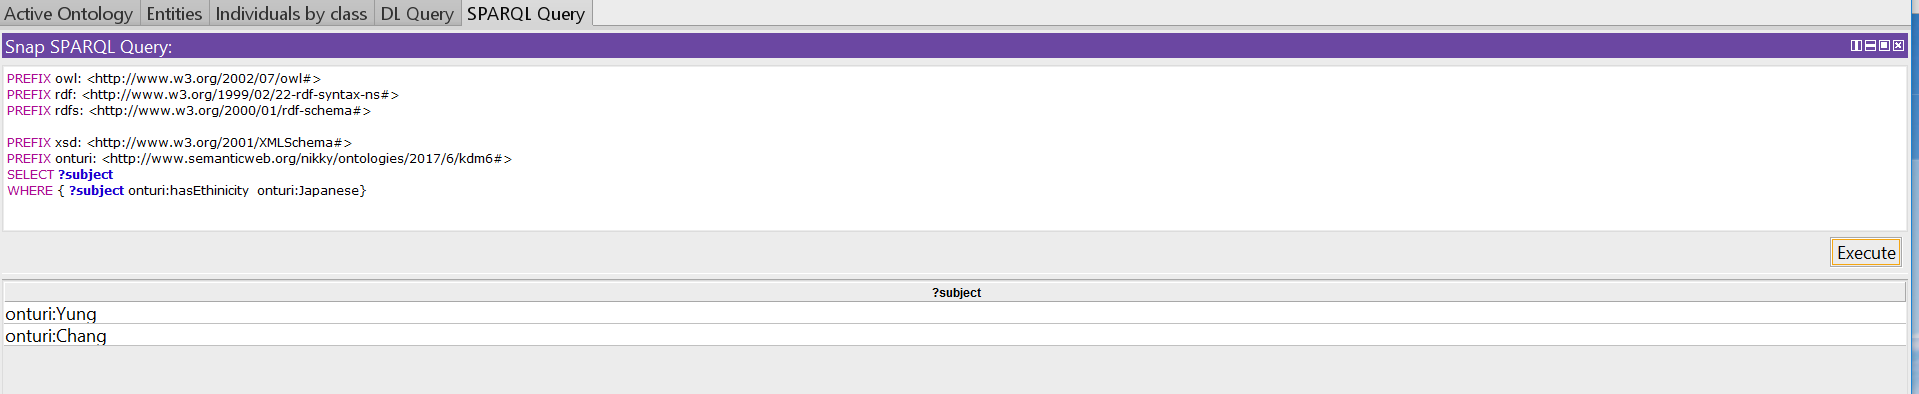 Active Ontology Entities Individuals by class DL Query SPARQL Query
Snap SPARQL Query:
PREFIX owl: <http://www.w3.org/2002/07/owl#>
PREFIX rdf: <http://www.w3.org/1999/02/22-rdf-syntax-ns#>
PREFIX rdfs: <http://www.w3.org/2000/01/rdf-schema#>
PREFIX xsd: <http://www.w3.org/2001/XMLSchema#>
PREFIX onturi: <http://www.semanticweb.org/nikky/ontologies/2017/6/kdm6#>
SELECT ?subject
WHERE { ?subject onturi:hasEthinicity  onturi:Japanese}
Execute
?subject
onturi:Yung
onturi:Chang